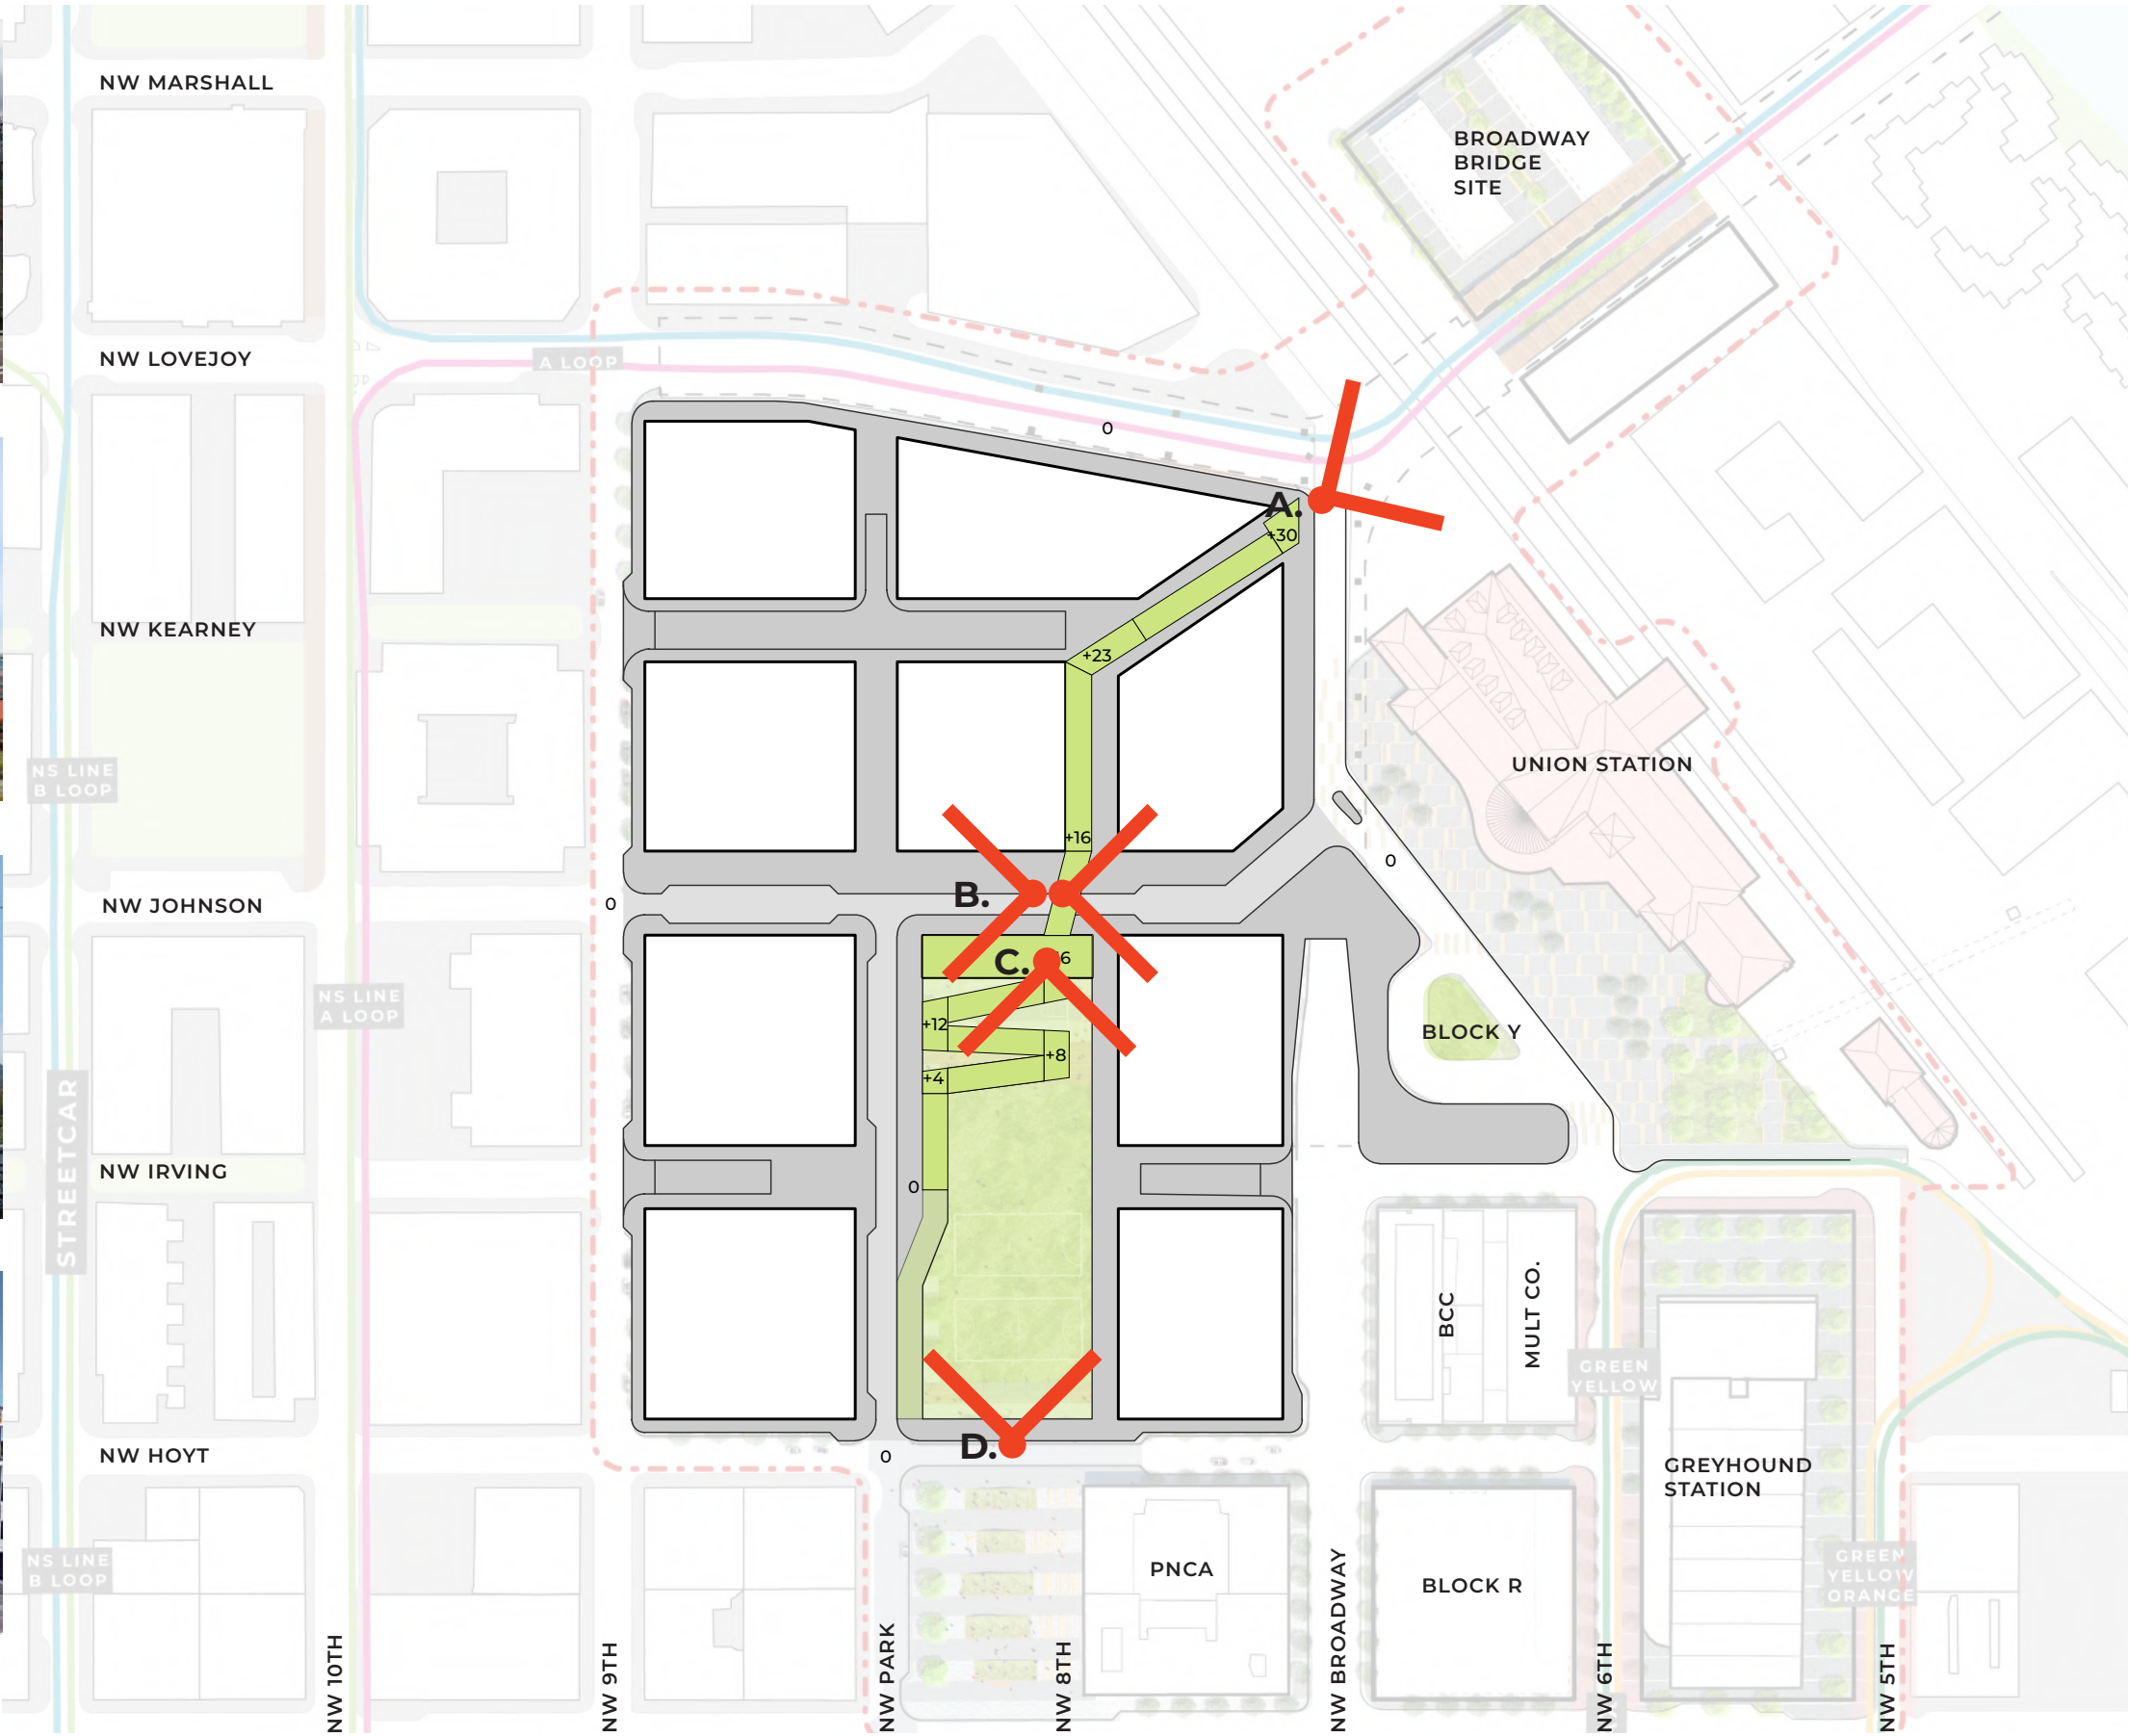 NW MARSHALL
BROADWAY
BRIDGE
SITE
NW LOVEJOY
A LOOP
0
A.
+30
NW KEARNEY
+23
NS LINE
B LOOP
UNION STATION
+16
0
B.
NW JOHNSON
0
C.
6
NS LINE
A LOOP
+12
+8
+4
BLOCK Y
STREETCAR
NW IRVING
0
BCC
MULT CO.
GREEN
YELLOW
NW HOYT
D.
0
GREYHOUND
STATION
NS LINE
B LOOP
PNCA
BLOCK R
GREEN
YELLOW
ORANGE
NW 10TH
NW 9TH
NW PARK
NW 8TH
NW BROADWAY
NW 6TH
NW 5TH